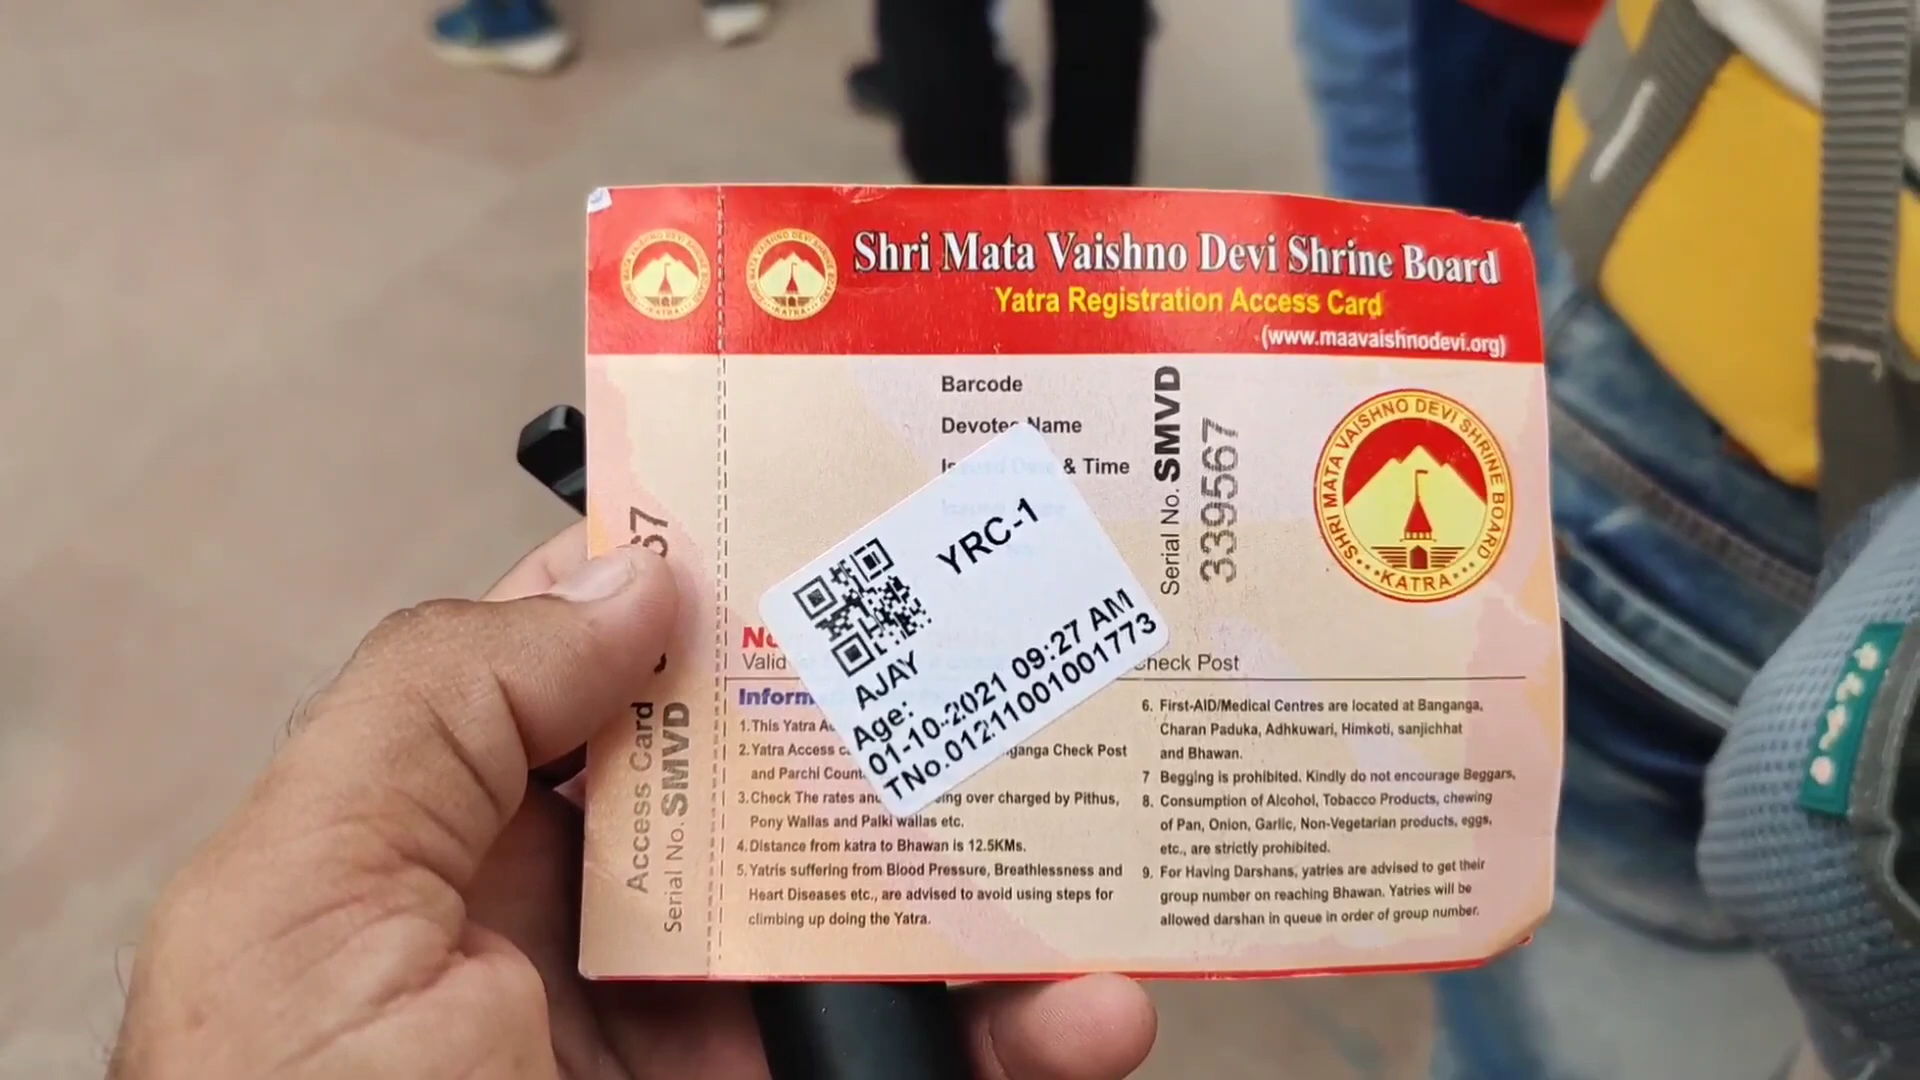 Shri Mata Vaishno Devi Shrine Board
Yatra Registration Access Card
(www.maavaishnodevi.org)
Barcode
Devotee Name
& Time
Serial No. SMVD
339567
SHRI MATA VAISHNO DEVI SHRINE BOARD
KATRA
YRC-1
AJAY
Age:
01-10-2021 09:27 AM
TNo.01211001001773
Valid
Check Post
1. This Yatra
2. Yatra Access
Check Post
and Parchi
3. Check The rates
over charged by Pithus,
Pony Wallas and Palki wallas etc.
4. Distance from katra to Bhawan is 12.5KMs.
5. Yatris suffering from Blood Pressure, Breathlessness and
Heart Diseases etc., are advised to avoid using steps for
climbing up doing the Yatra.
6. First-AID/Medical Centres are located at Banganga,
Charan Paduka, Adhkuwari, Himkoti, sanjichhat
and Bhawan.
7 Begging is prohibited. Kindly do not encourage Beggars,
8. Consumption of Alcohol, Tobacco Products, chewing
of Pan, Onion, Garlic, Non-Vegetarian products, eggs,
etc., are strictly prohibited.
9. For Having Darshans, yatries are advised to get their
group number on reaching Bhawan. Yatries will be
allowed darshan in queue in order of group number.
Access Card
Serial No. SMVD